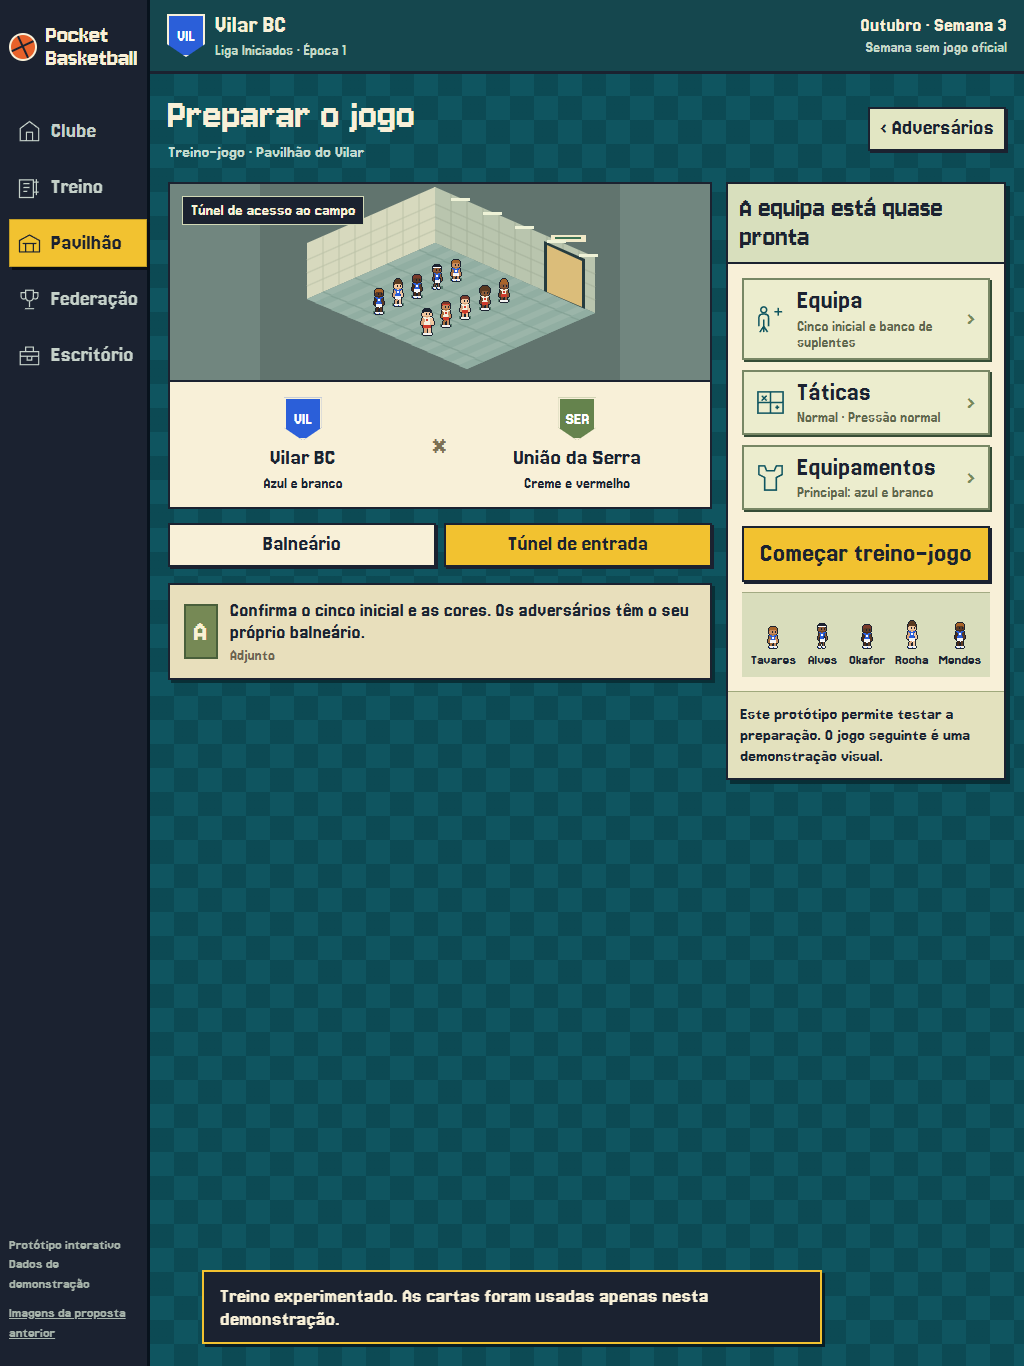 Pocket
Basketball
Clube
Treino
Pavilhão
Federação
Escritório
Protótipo interativo
Dados de
demonstração
Imagens da proposta
anterior
VIL
Vilar BC
Liga Iniciados · Época 1
Outubro · Semana 3
Semana sem jogo oficial
Preparar o jogo
Treino-jogo · Pavilhão do Vilar
‹ Adversários
Túnel de acesso ao campo
VIL
Vilar BC
Azul e branco
×
SER
União da Serra
Creme e vermelho
Balneário
Túnel de entrada
A
Confirma o cinco inicial e as cores. Os adversários têm o seu
próprio balneário.
Adjunto
A equipa está quase
pronta
Equipa
Cinco inicial e banco de
suplentes
›
Táticas
Normal · Pressão normal
›
Equipamentos
Principal: azul e branco
›
Começar treino-jogo
Tavares Alves Okafor Rocha Mendes
Este protótipo permite testar a
preparação. O jogo seguinte é uma
demonstração visual.
Treino experimentado. As cartas foram usadas apenas nesta
demonstração.